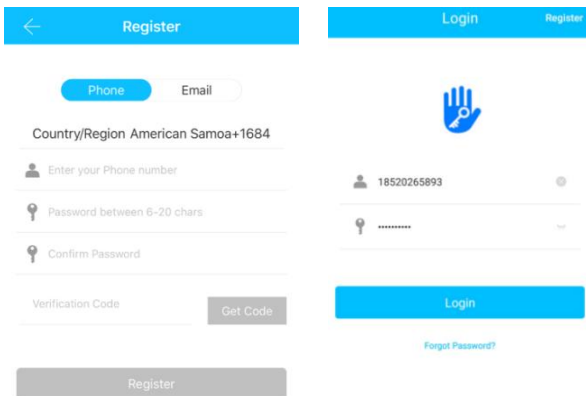 Register
Phone Email
Country/Region American Samoa+1684
Enter your Phone number
Password between 6-20 chars
Confirm Password
Verification Code Get Code
Register
Login Register
18520265893
••••••••••
Login
Forgot Password?